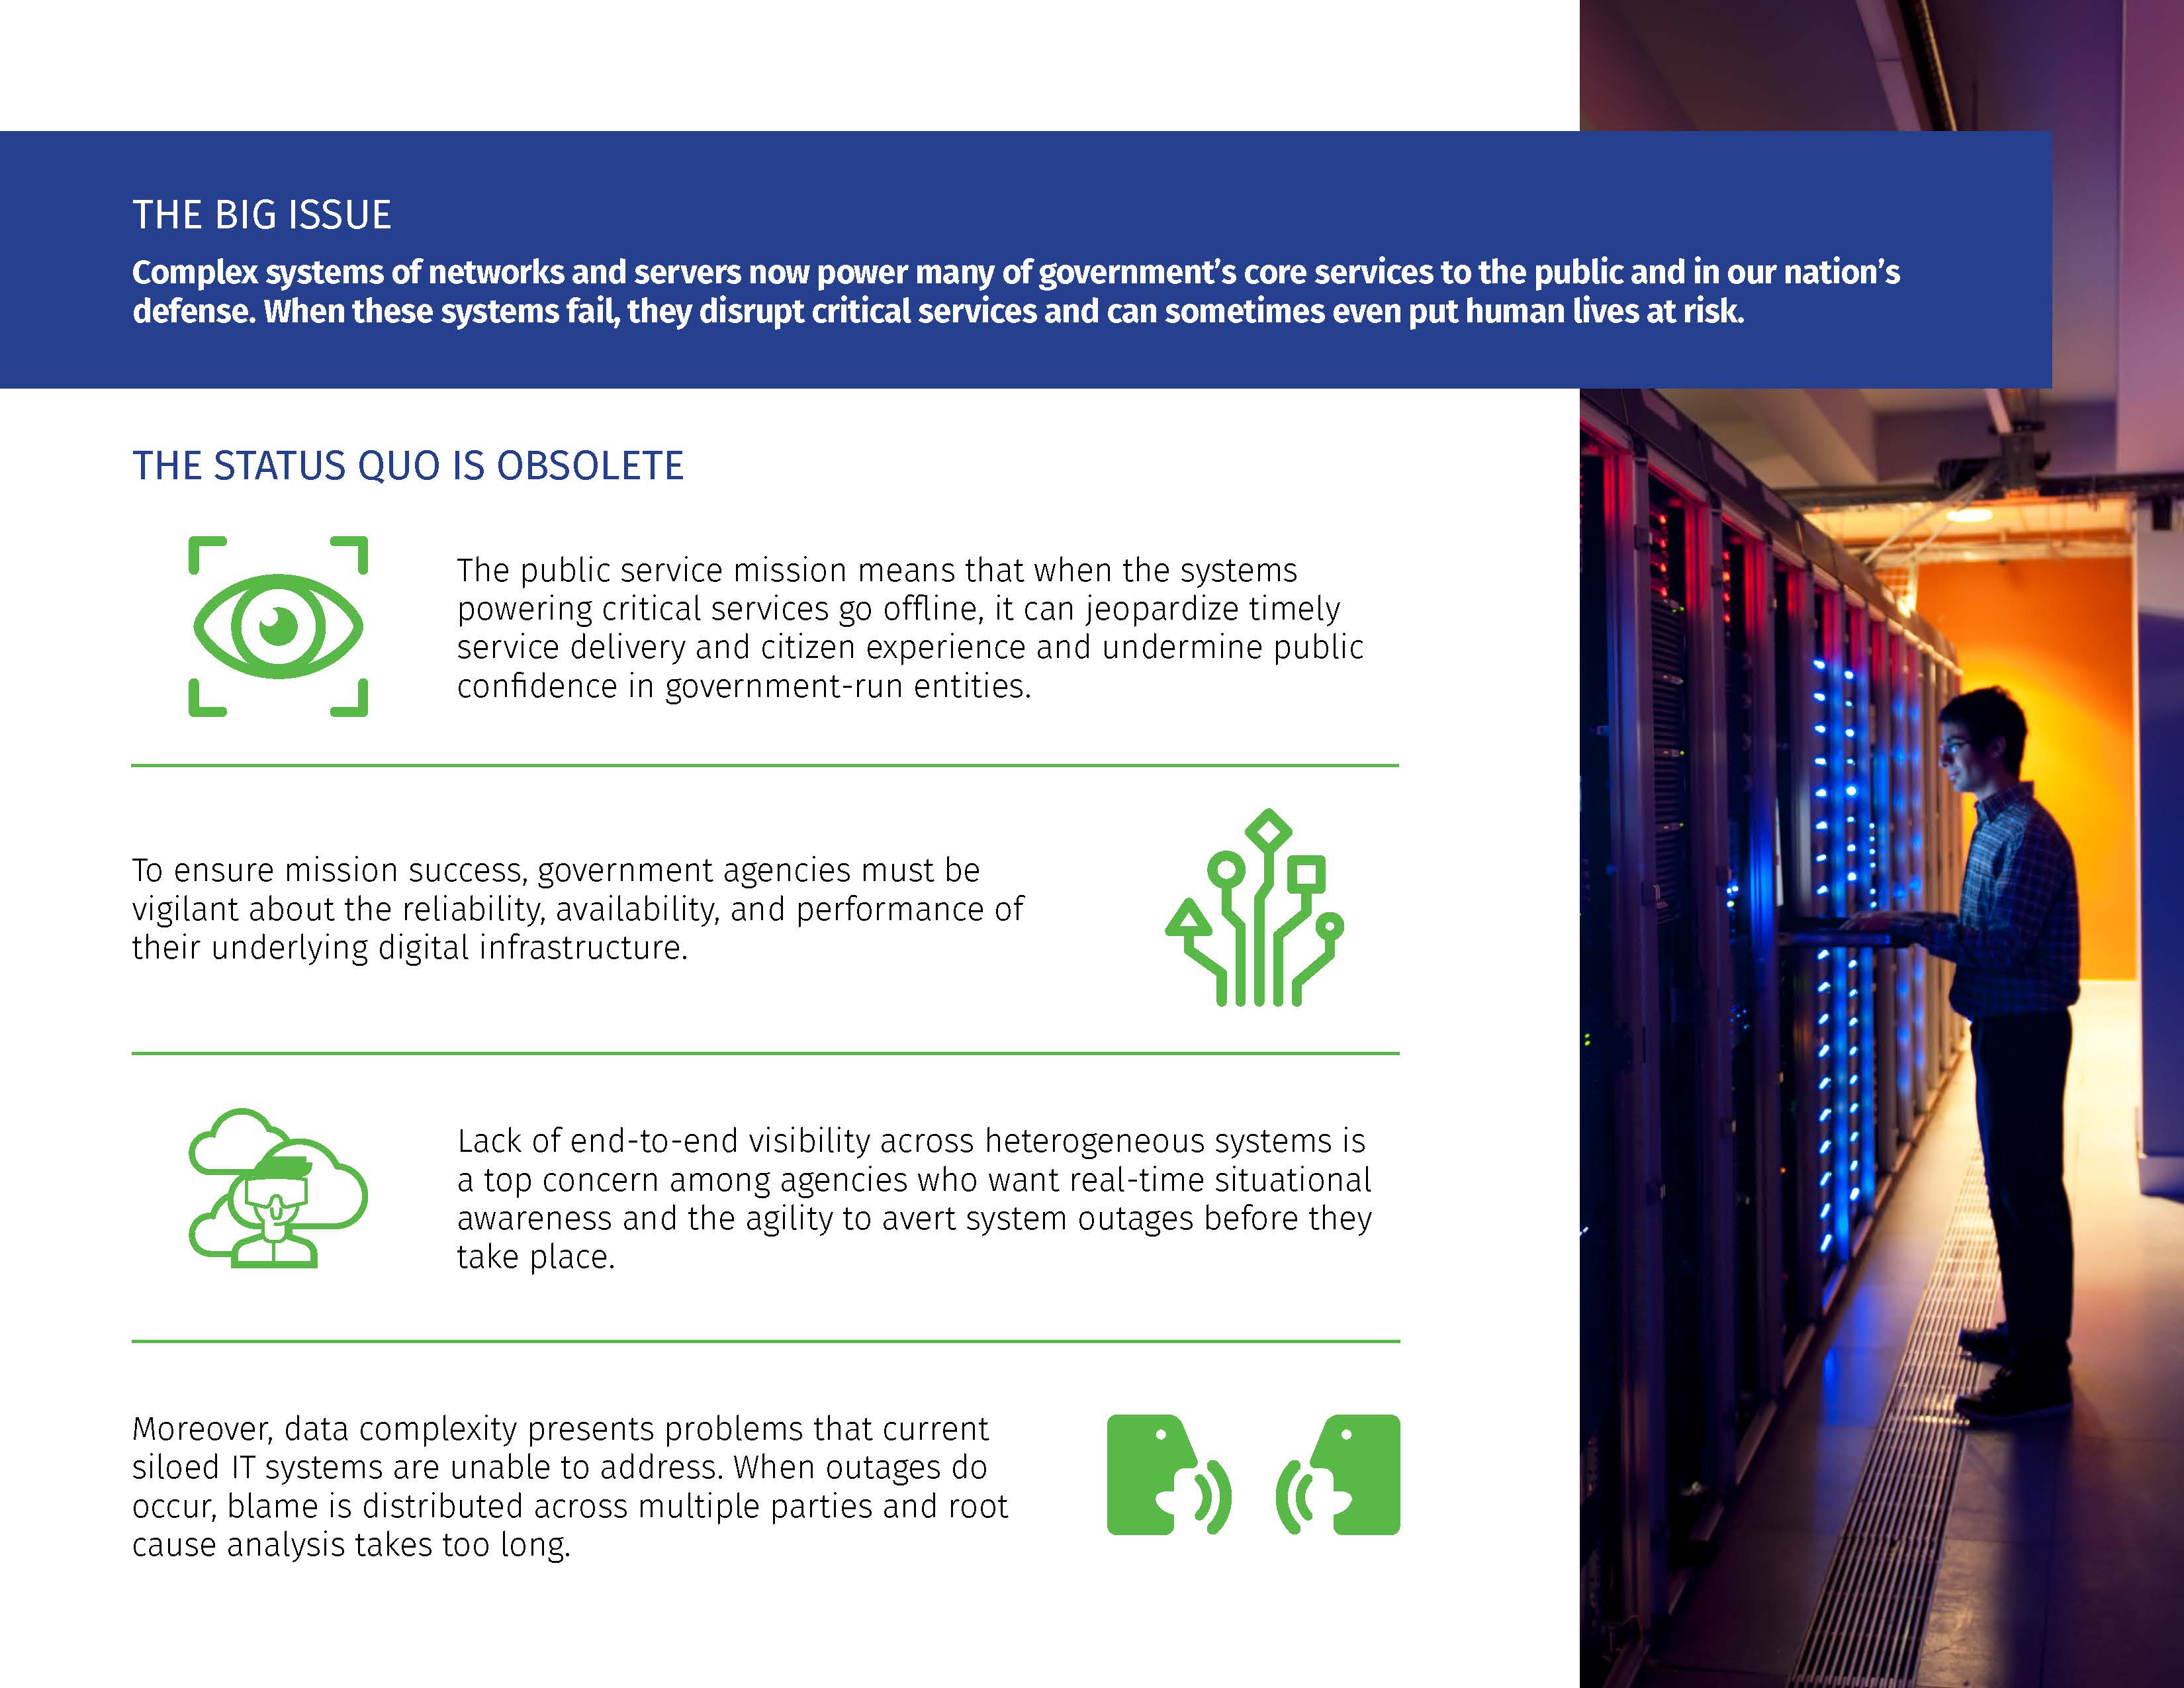 THE BIG ISSUE
Complex systems of networks and servers now power many of government’s core services to the public and in our nation’s
defense. When these systems fail, they disrupt critical services and can sometimes even put human lives at risk.
THE STATUS QUO IS OBSOLETE
The public service mission means that when the systems
powering critical services go offline, it can jeopardize timely
service delivery and citizen experience and undermine public
confidence in government-run entities.
To ensure mission success, government agencies must be
vigilant about the reliability, availability, and performance of
their underlying digital infrastructure.
Lack of end-to-end visibility across heterogeneous systems is
a top concern among agencies who want real-time situational
awareness and the agility to avert system outages before they
take place.
Moreover, data complexity presents problems that current
siloed IT systems are unable to address. When outages do
occur, blame is distributed across multiple parties and root
cause analysis takes too long.